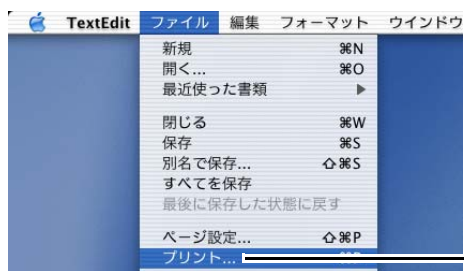 TextEdit ファイル 編集 フォーマット ウインドウ
新規 ⌘N
開く... ⌘O
最近使った書類 ▶
閉じる ⌘W
保存 ⌘S
別名で保存... ⇧⌘S
すべてを保存
最後に保存した状態に戻す
ページ設定... ⇧⌘P
プリント...